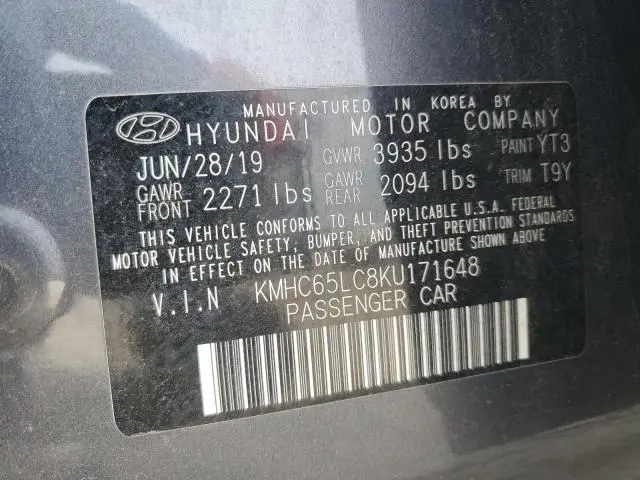 MANUFACTURED IN KOREA BY
HYUNDAI MOTOR COMPANY
JUN/28/19 GVWR 3935 lbs PAINT YT3
GAWR FRONT 2271 lbs GAWR REAR 2094 lbs TRIM T9Y
THIS VEHICLE CONFORMS TO ALL APPLICABLE U.S.A. FEDERAL
MOTOR VEHICLE SAFETY, BUMPER, AND THEFT PREVENTION STANDARDS
IN EFFECT ON THE DATE OF MANUFACTURE SHOWN ABOVE.
V.I.N KMHC65LC8KU171648
PASSENGER CAR